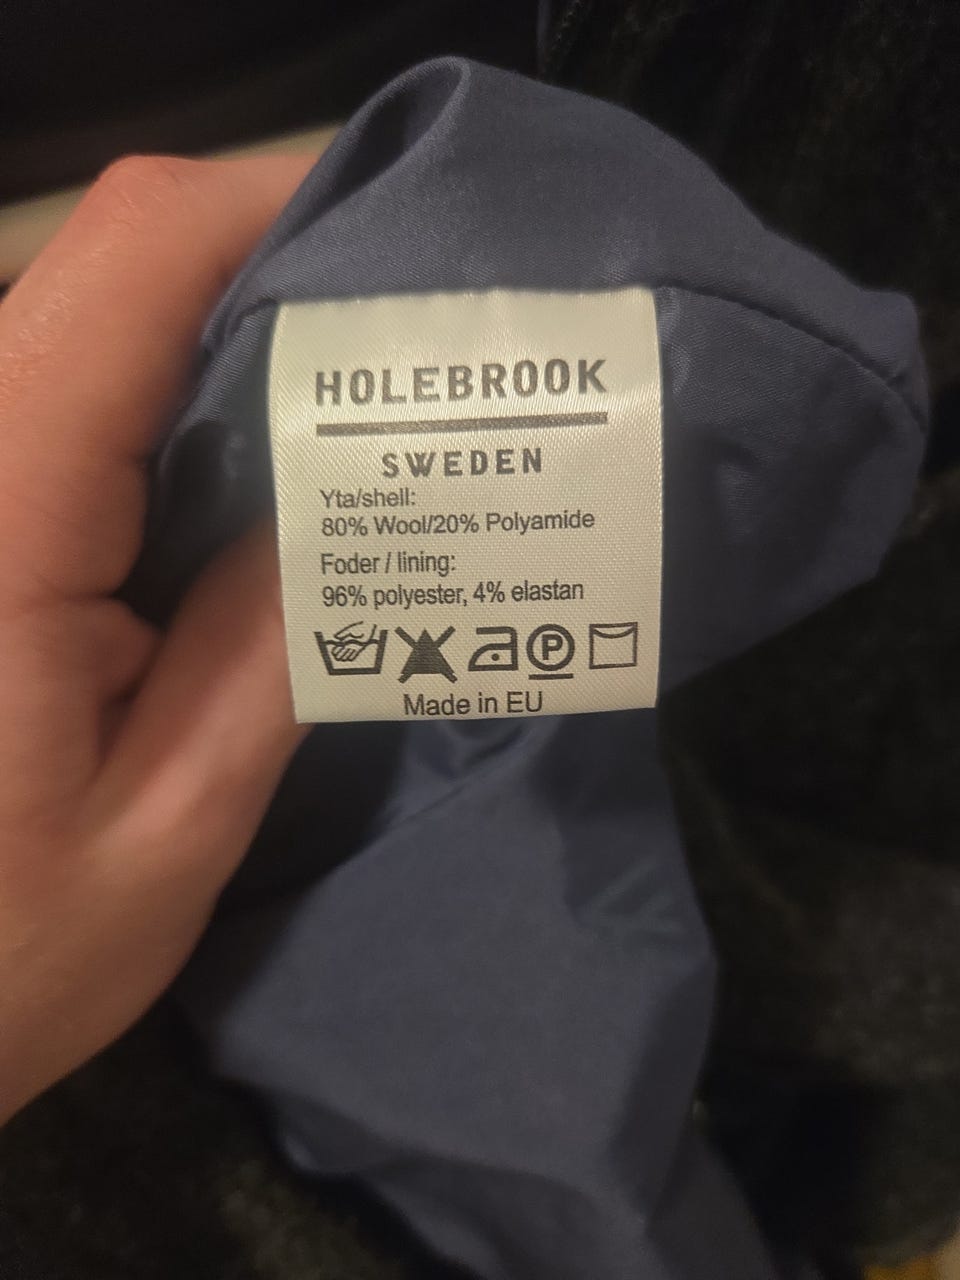 HOLEBROOK
SWEDEN
Yta/shell:
80% Wool/20% Polyamide
Foder / lining:
96% polyester, 4% elastan
P
Made in EU